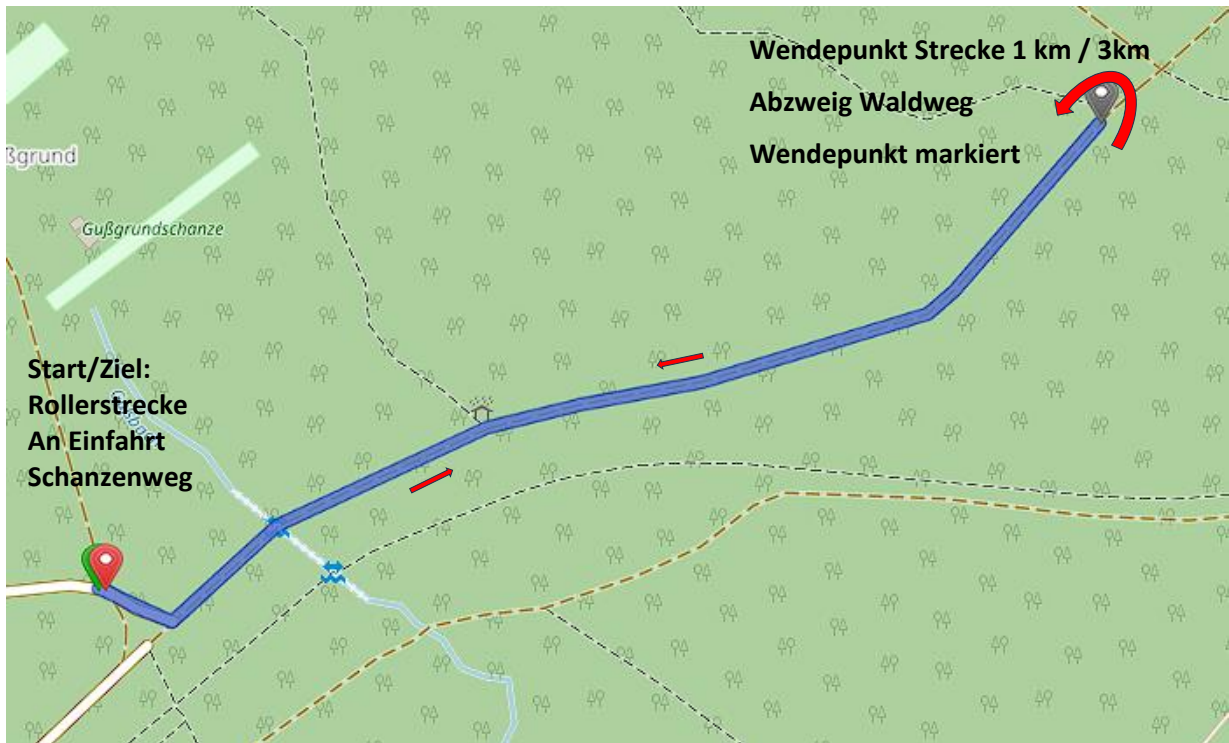 Wendepunkt Strecke 1 km / 3km
Abzweig Waldweg
Wendepunkt markiert
ßgrund
Gußgrundschanze
Start/Ziel:
Rollerstrecke
An Einfahrt
Schanzenweg